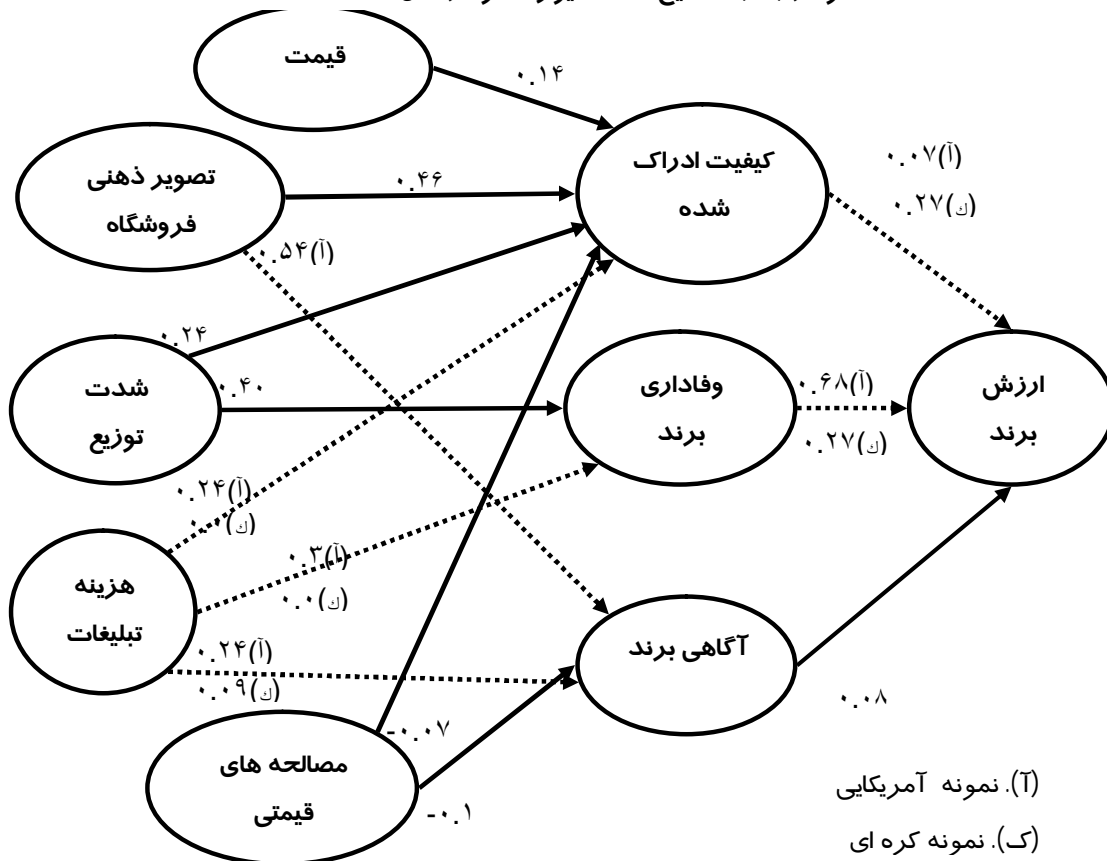 قیمت
۰.۱۴
تصویر ذهنی
فروشگاه
۰.۴۶
کیفیت ادراک
شده
۰.۰۷(آ)
۰.۲۷(ك)
۰.۵۴(آ)
۰.۲۴
شدت
توزیع
۰.۴۰
وفاداری
برند
۰.۶۸(آ)
۰.۲۷(ك)
ارزش
برند
۰.۲۴(آ)
هزینه
تبلیغات
۰.۳(آ)
۰.۰(ك)
۰.۲۴(آ)
۰.۰۹(ك)
آگاهی برند
۰.۰۸
-۰.۰۷
مصالحه های
قیمتی
-۰.۱
(آ). نمونه آمریکایی
(ک). نمونه کره ای